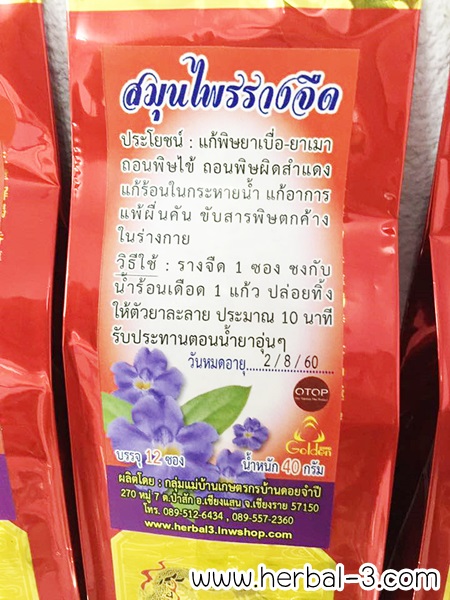 สมุนไพรรางจืด
ประโยชน์ : แก้พิษยาเบื่อ-ยาเมา
ถอนพิษไข้ ถอนพิษผิดสำแดง
แก้ร้อนในกระหายน้ำ แก้อาการ
แพ้ผื่นคัน ขับสารพิษตกค้าง
ในร่างกาย
วิธีใช้ : รางจืด 1 ซอง ชงกับ
น้ำร้อนเดือด 1 แก้ว ปล่อยทิ้ง
ให้ตัวยาละลาย ประมาณ 10 นาที
รับประทานตอนน้ำยาอุ่นๆ
วันหมดอายุ 2/8/60
OTOP
Golden
บรรจุ 12 ซอง น้ำหนัก 40 กรัม
ผลิตโดย : กลุ่มแม่บ้านเกษตรกรบ้านดอยจำปี
270 หมู่ 7 ต.ป่าสัก อ.เชียงแสน จ.เชียงราย 57150
โทร. 089-512-6434 , 089-557-2360
www.herbal3.lnwshop.com
www.herbal-3.com